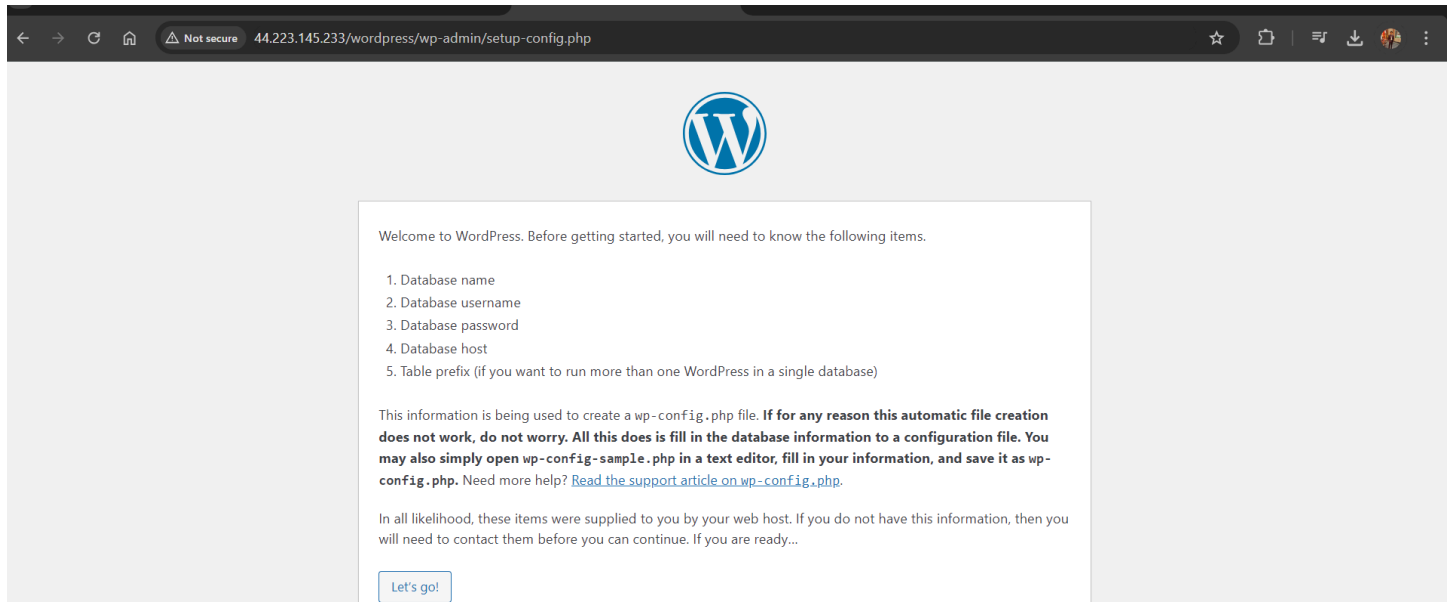 Not secure
44.223.145.233/wordpress/wp-admin/setup-config.php
Welcome to WordPress. Before getting started, you will need to know the following items.
1. Database name
2. Database username
3. Database password
4. Database host
5. Table prefix (if you want to run more than one WordPress in a single database)
This information is being used to create a wp-config.php file. If for any reason this automatic file creation
does not work, do not worry. All this does is fill in the database information to a configuration file. You
may also simply open wp-config-sample.php in a text editor, fill in your information, and save it as wp-
config.php. Need more help? Read the support article on wp-config.php.
In all likelihood, these items were supplied to you by your web host. If you do not have this information, then you
will need to contact them before you can continue. If you are ready…
Let's go!